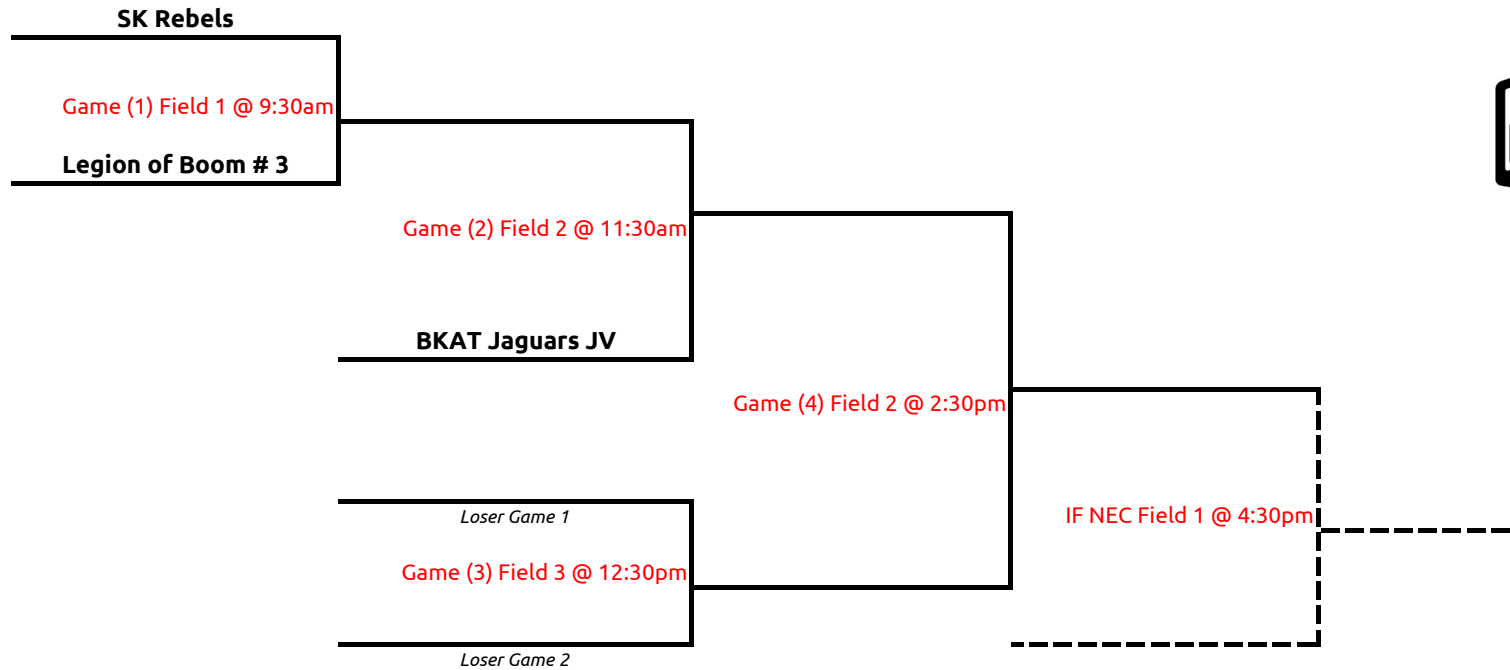 SK Rebels
Game (1) Field 1 @ 9:30am
Legion of Boom # 3
Game (2) Field 2 @ 11:30am
BKAT Jaguars JV
Game (4) Field 2 @ 2:30pm
Loser Game 1
IF NEC Field 1 @ 4:30pm
Game (3) Field 3 @ 12:30pm
Loser Game 2